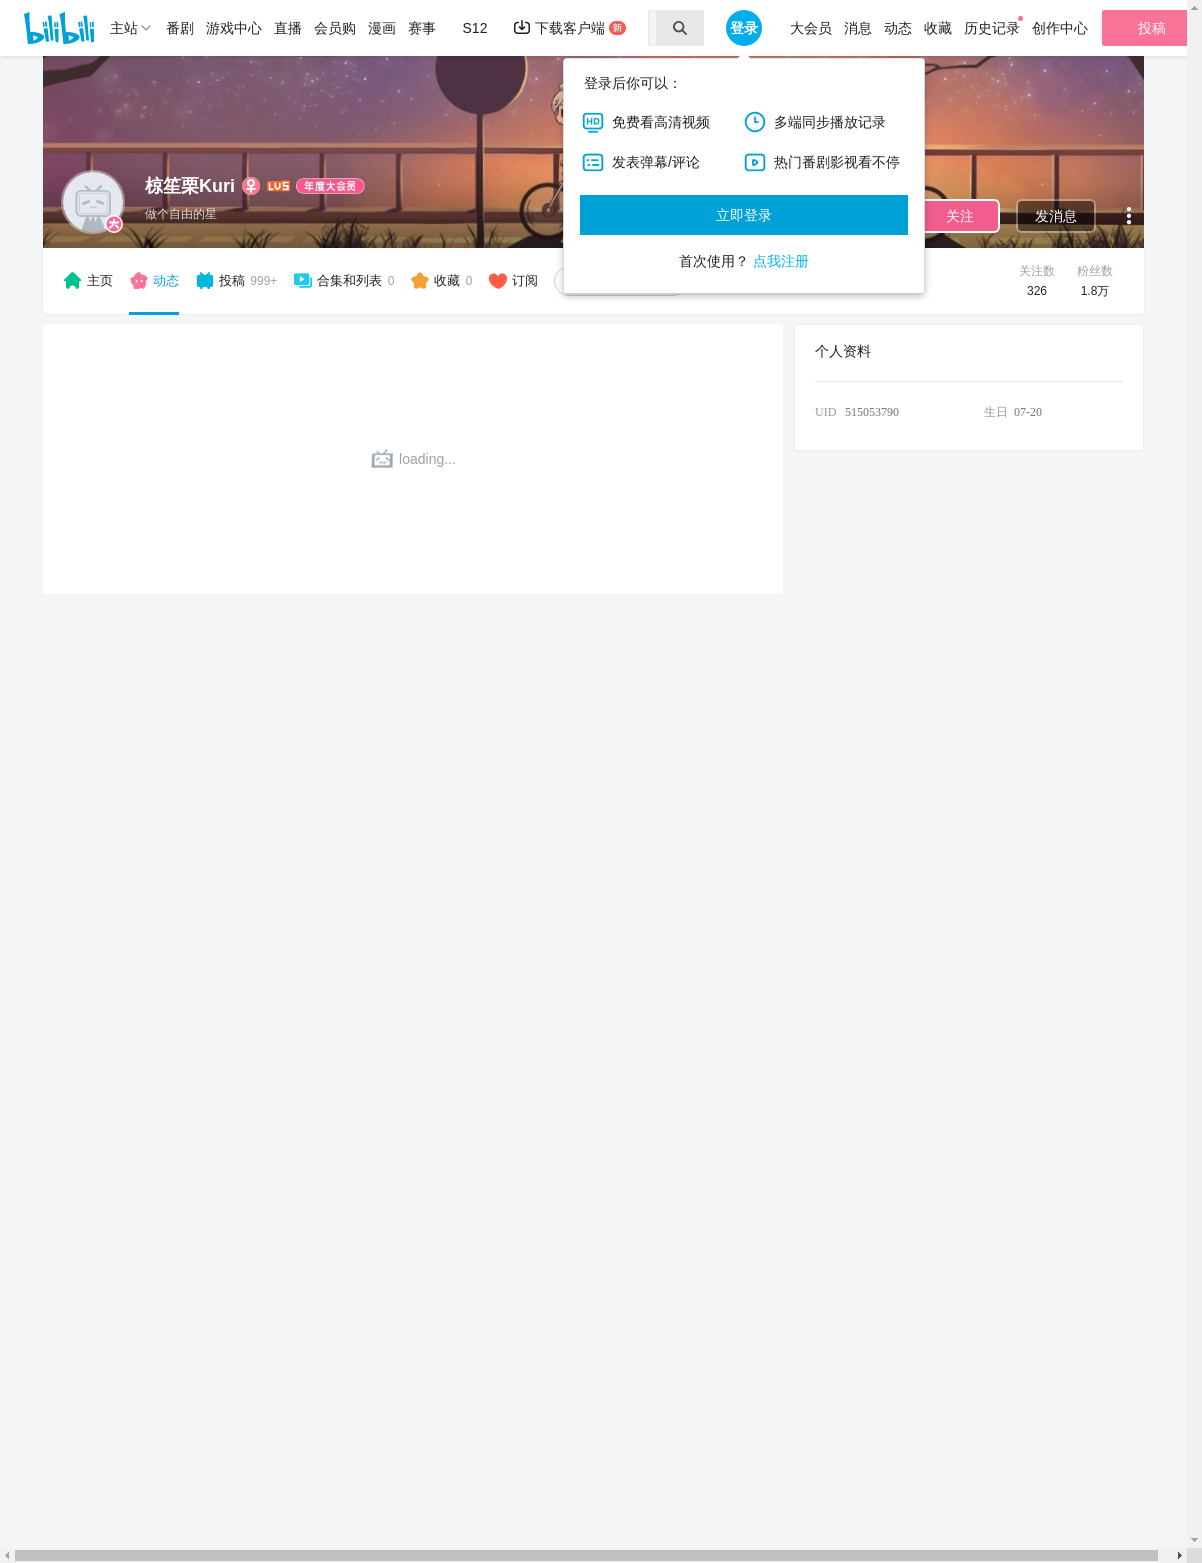 bilibili 主站 番剧 游戏中心 直播 会员购 漫画 赛事 S12 下载客户端 新 登录 大会员 消息 动态 收藏 历史记录 创作中心 投稿
登录后你可以：
免费看高清视频 多端同步播放记录
发表弹幕/评论 热门番剧影视看不停
立即登录
首次使用？ 点我注册
椋笙栗Kuri LV5 年度大会员
大
做个自由的星
关注 发消息
主页 动态 投稿 999+ 合集和列表 0 收藏 0 订阅
关注数 粉丝数
326 1.8万
loading...
个人资料
UID 515053790 生日 07-20